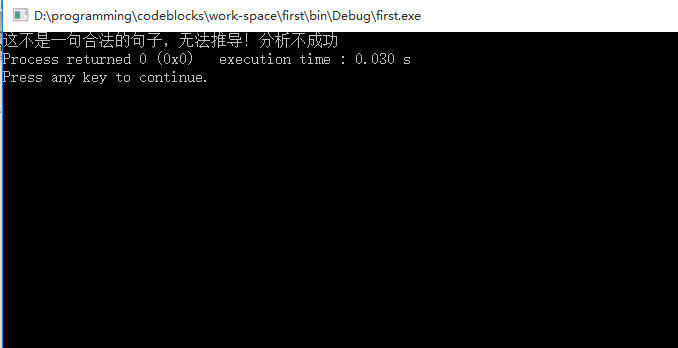 D:\programming\codeblocks\work-space\first\bin\Debug\first.exe
这不是一句合法的句子，无法推导！分析不成功
Process returned 0 (0x0)   execution time : 0.030 s
Press any key to continue.